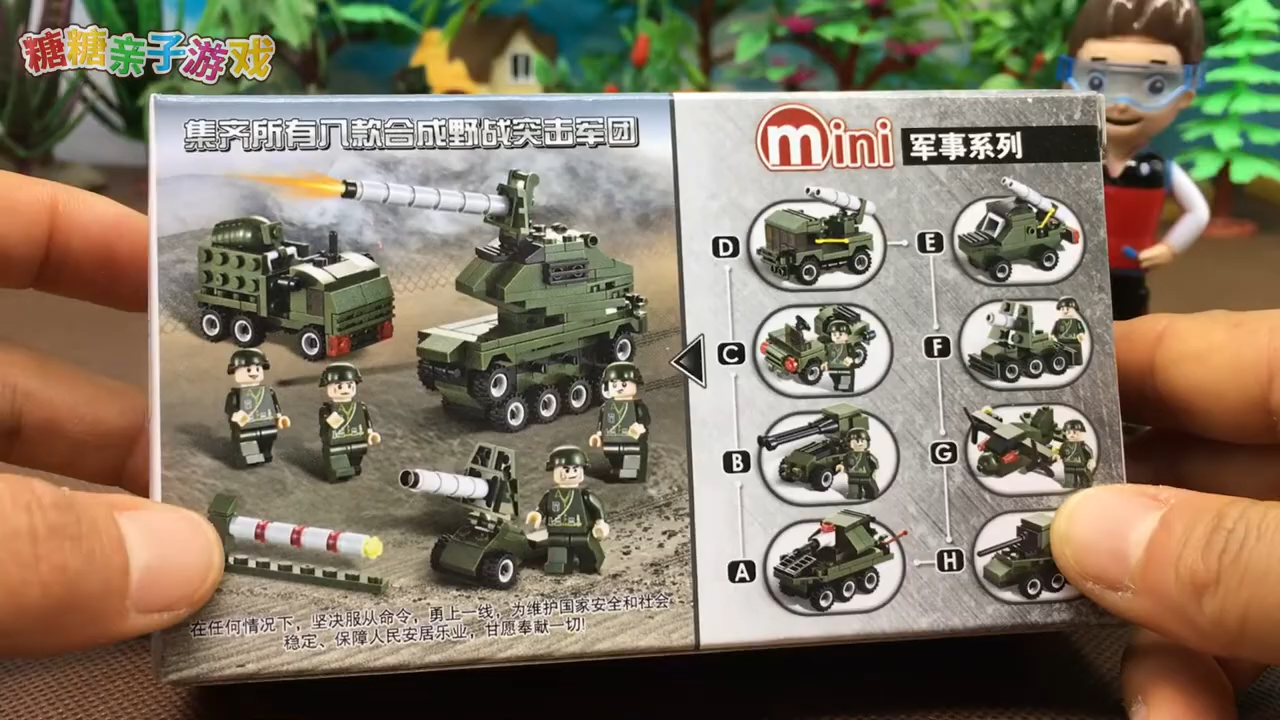 糖糖亲子游戏
集齐所有八款合成野战突击军团
mini 军事系列
D
E
C
F
B
G
A
H
在任何情况下，坚决服从命令，勇上一线，为维护国家安全和社会
稳定、保障人民安居乐业，甘愿奉献一切!